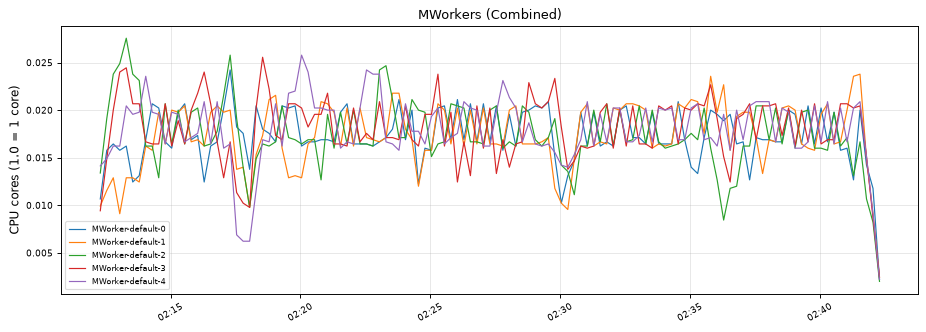 MWorkers (Combined)
CPU cores (1.0 = 1 core)
0.025
0.020
0.015
0.010
0.005
MWorker-default-0
MWorker-default-1
MWorker-default-2
MWorker-default-3
MWorker-default-4
02:15
02:20
02:25
02:30
02:35
02:40